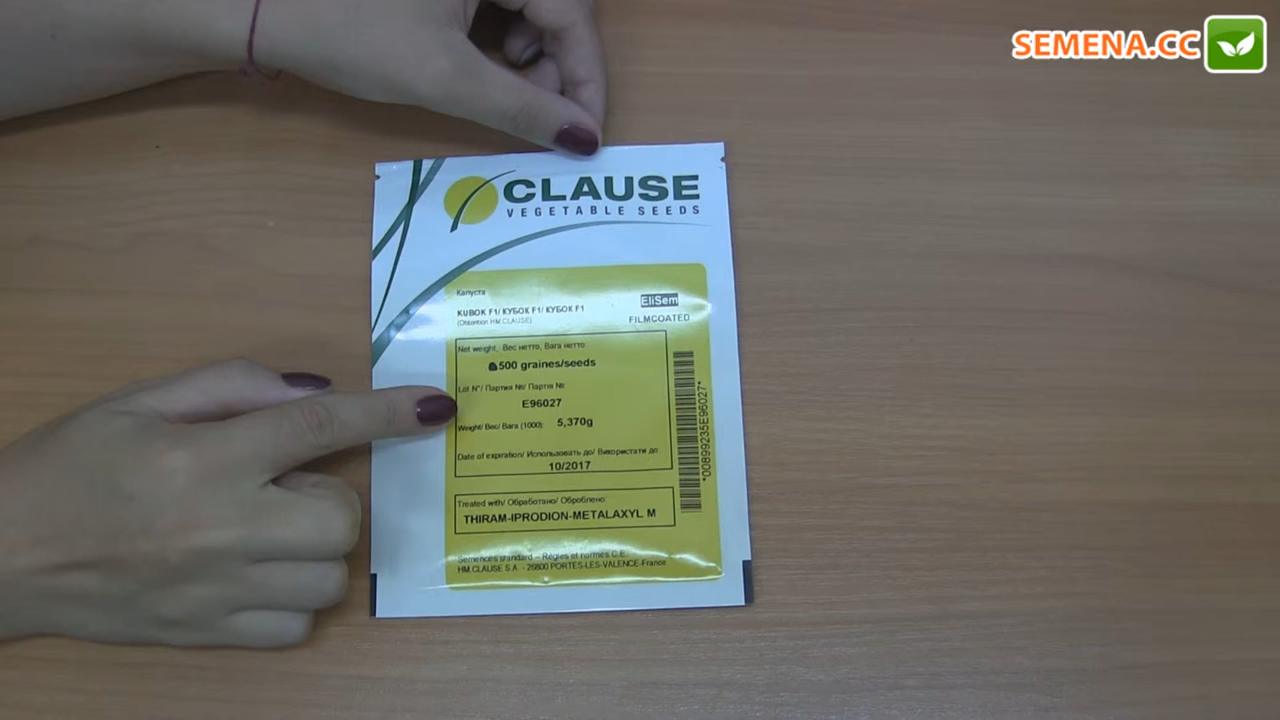 SEMENA.CC
CLAUSE
VEGETABLE SEEDS
Капуста
EliSem
KUBOK F1/ КУБОК F1/ КУБОК F1
FILMCOATED
(Obtention HM.CLAUSE)
Net weight, Вес нетто, Вага нетто
500 graines/seeds
Lot N°/ Партия №/ Партія №:
E96027
Weight/ Вес/ Вага (1000): 5,370g
Date of expiration/ Использовать до/ Використати до:
10/2017
*00899235E96027*
Treated with/ Обработано/ Оброблено:
THIRAM-IPRODION-METALAXYL M
Semences standard – Règles et normes C.E.
HM.CLAUSE S.A. - 26800 PORTES-LES-VALENCE-France